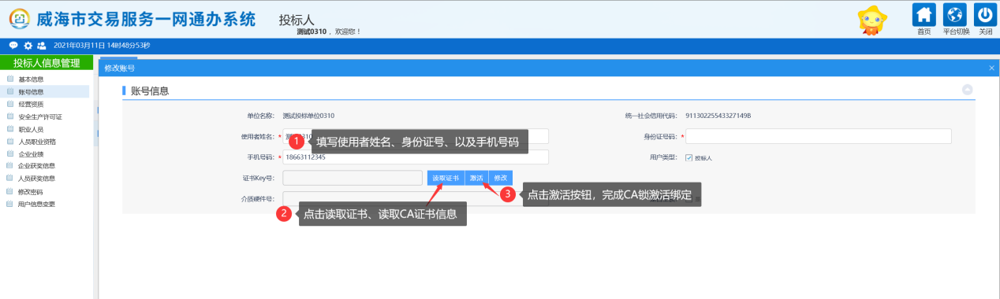 威海市交易服务一网通办系统
投标人
测试0310 ，欢迎您！
首页 平台切换 关闭
2021年03月11日 14时48分53秒
投标人信息管理
基本信息
账号信息
经营资质
安全生产许可证
职业人员
人员职业资格
企业业绩
企业获奖信息
人员获奖信息
修改密码
用户信息变更
修改账号
账号信息
单位名称： 测试投标单位0310 统一社会信用代码： 91130225543327149B
使用者姓名：* 身份证号码：*
1 填写使用者姓名、身份证号、以及手机号码
手机号码：* 18663112345 用户类型： 投标人
证书Key号： 读取证书 激活 修改
3 点击激活按钮，完成CA锁激活绑定
介质硬件号：
2 点击读取证书、读取CA证书信息